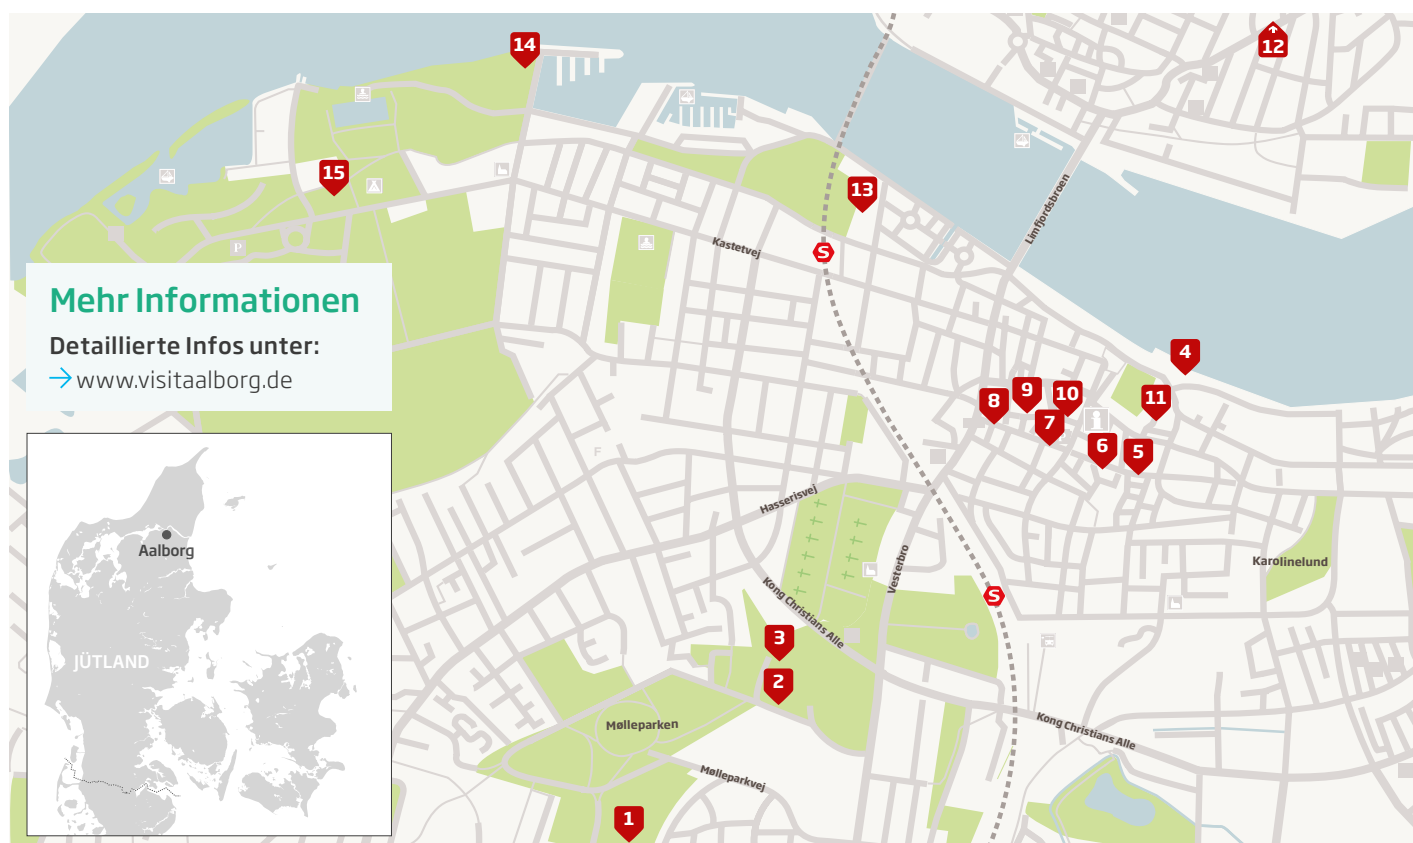 14
12
15
13
S
Kastetvej
Limfjordsbroen
P
Mehr Informationen
Detaillierte Infos unter:
→ www.visitaalborg.de
4
8
9
10
11
7
6
5
F
Hasserisvej
Aalborg
JÜTLAND
Vesterbro
Karolinelund
S
Kong Christians Alle
3
2
Mølleparken
Kong Christians Alle
Mølleparkvej
1